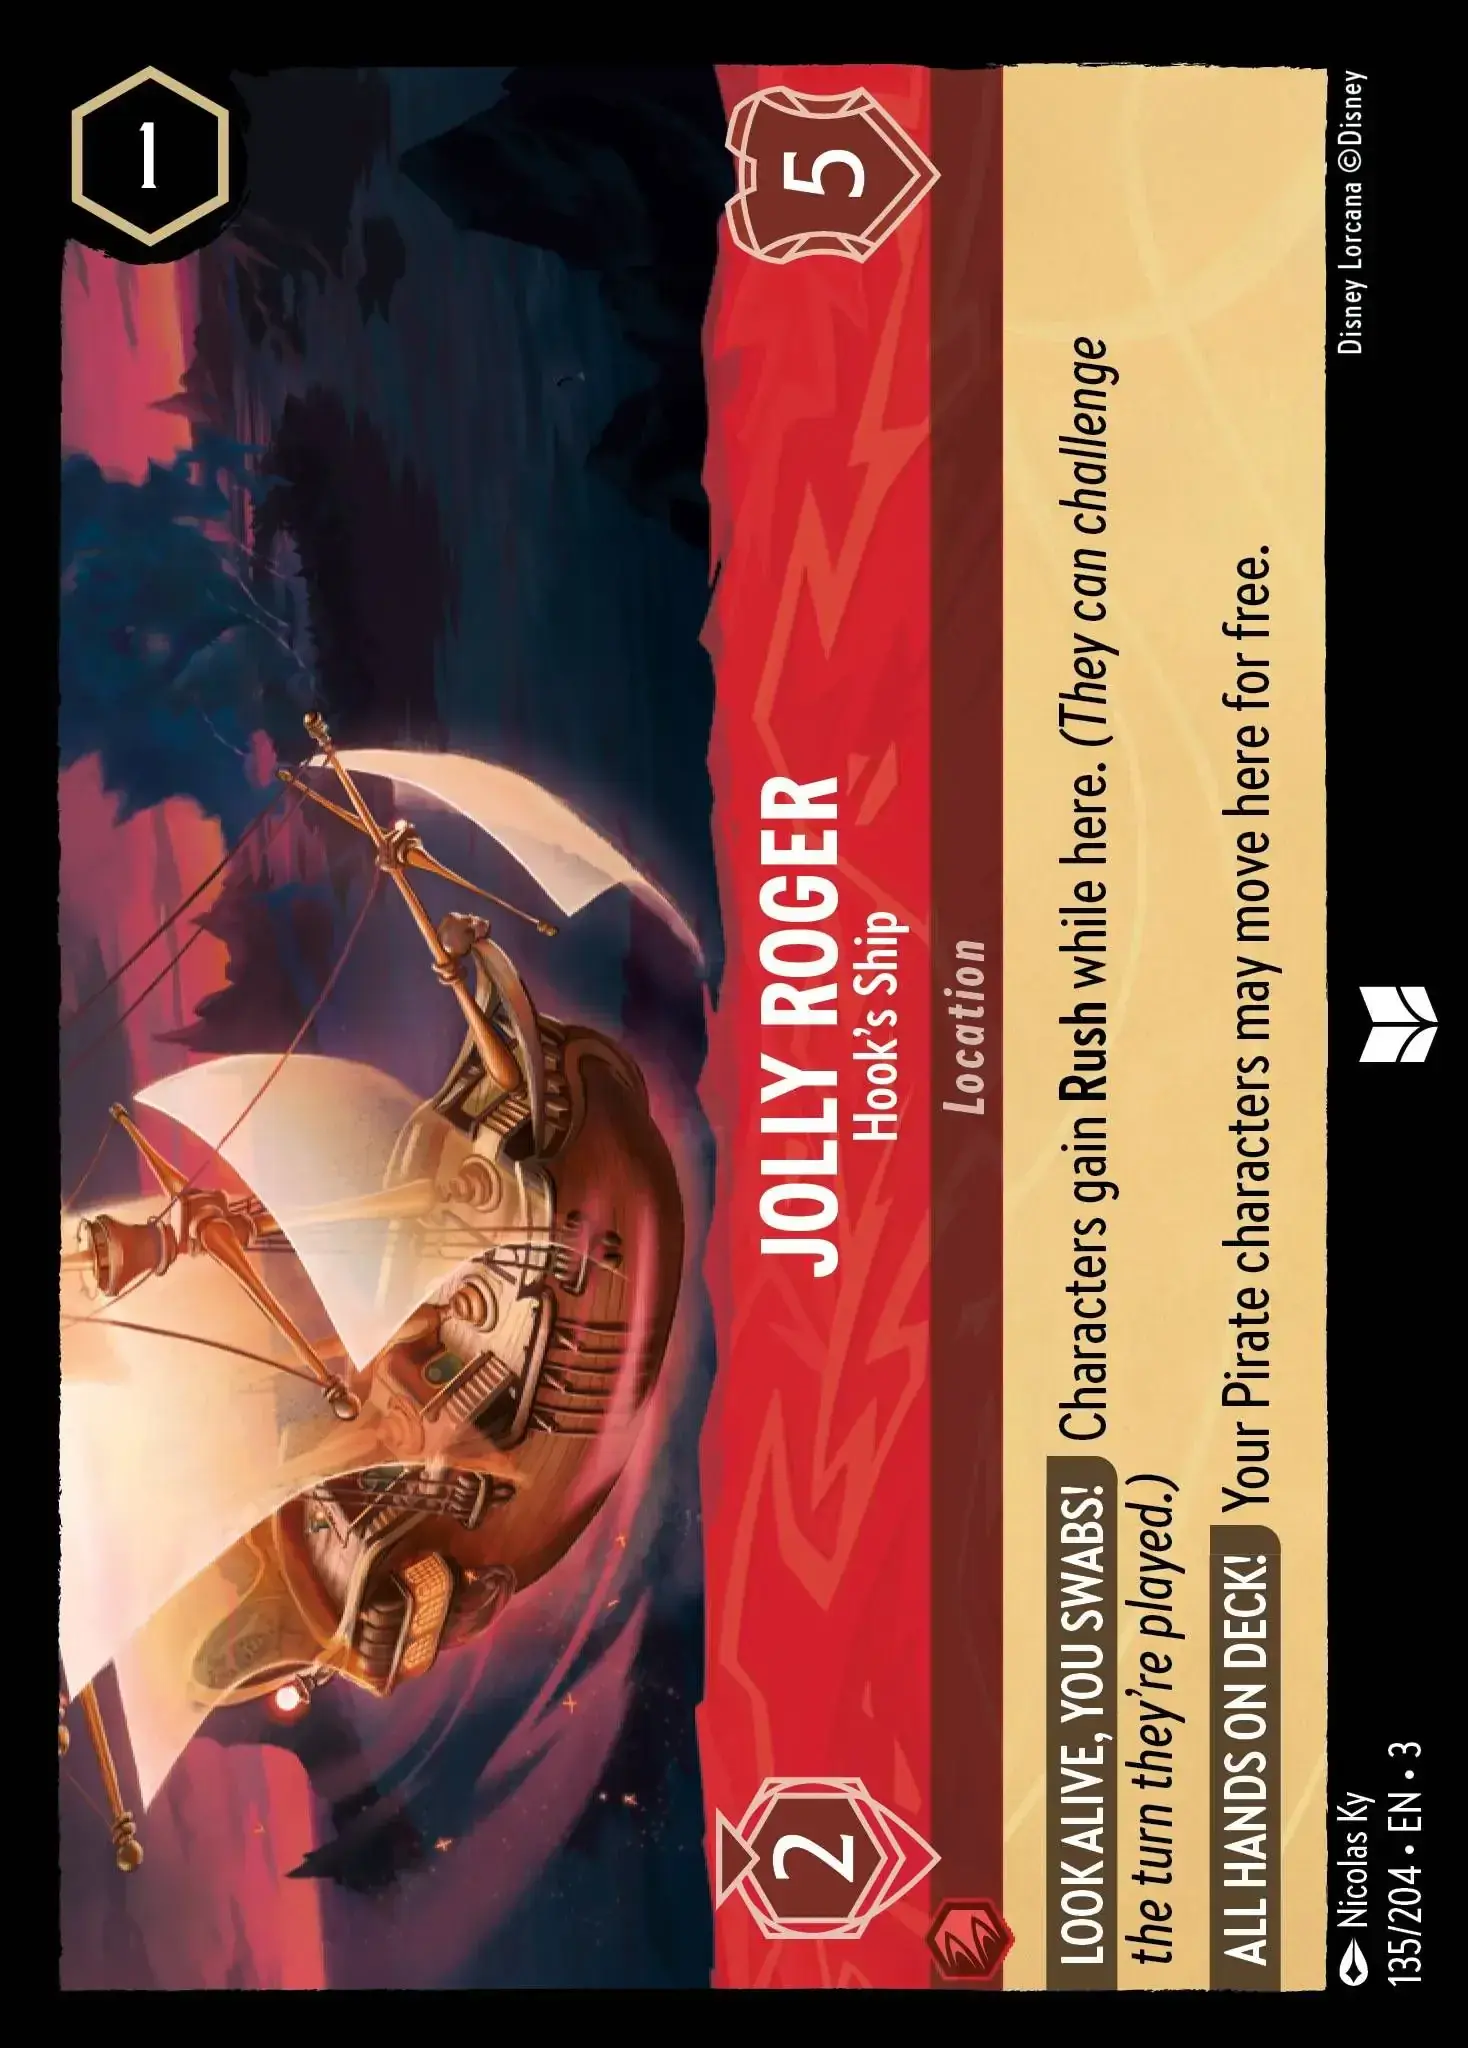 1
JOLLY ROGER
Hook's Ship
2
5
Location
LOOK ALIVE, YOU SWABS! Characters gain Rush while here. (They can challenge
the turn they're played.)
ALL HANDS ON DECK! Your Pirate characters may move here for free.
Nicolas Ky
135/204 • EN • 3
Disney Lorcana ©Disney